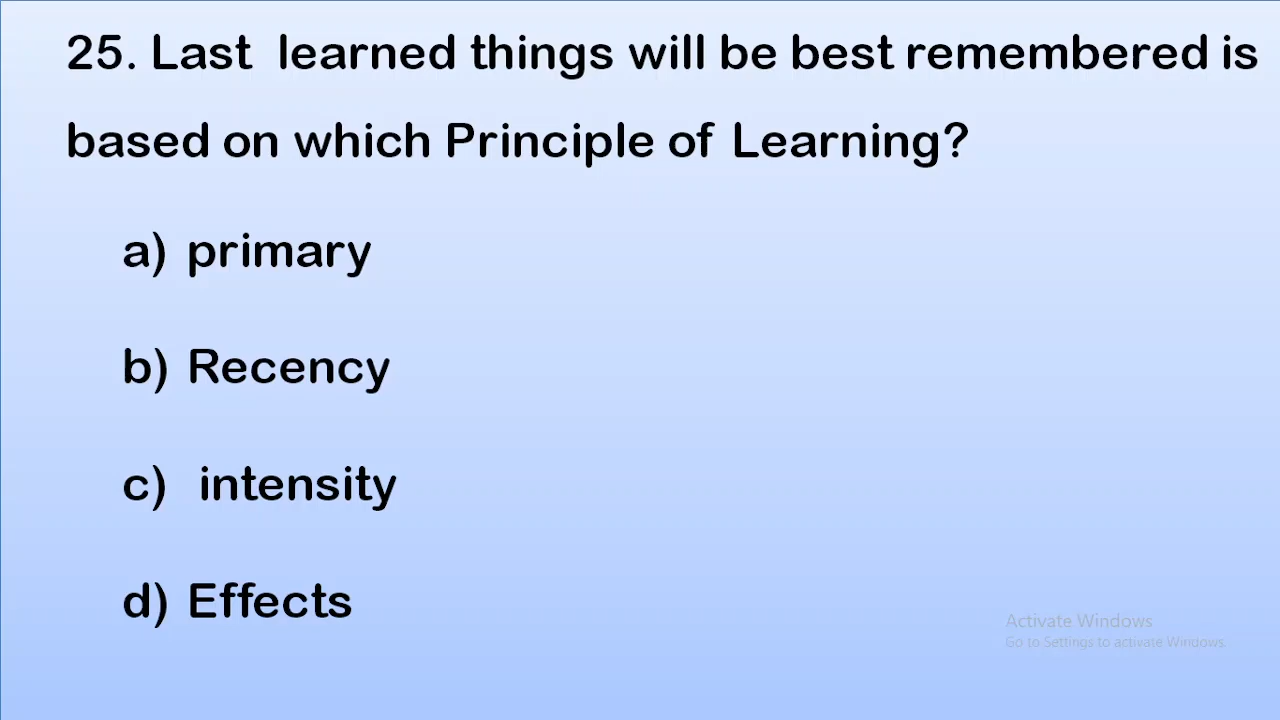 25. Last learned things will be best remembered is
based on which Principle of Learning?
a) primary
b) Recency
c) intensity
d) Effects
Activate Windows
Go to Settings to activate Windows.